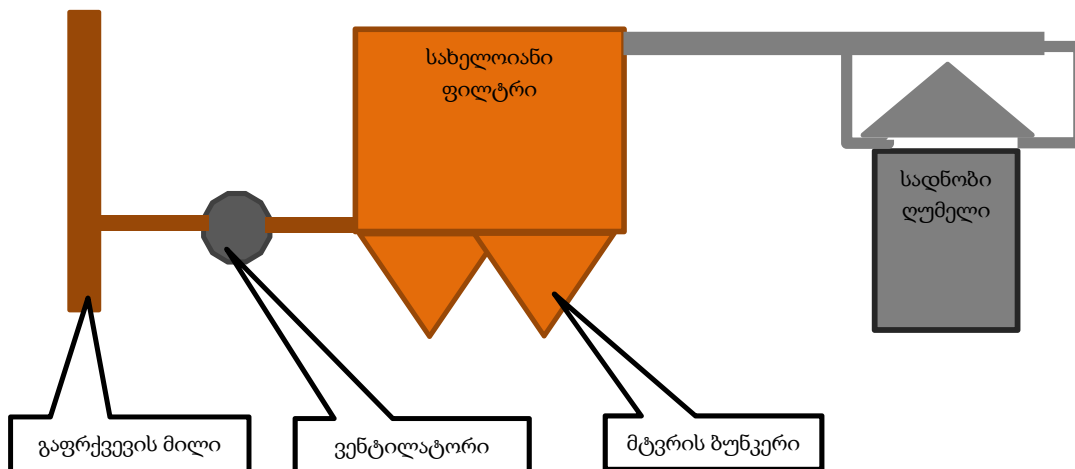 სახელოიანი
ფილტრი
სადნობი
ღუმელი
გაფრქვევის მილი
ვენტილატორი
მტვრის ბუნკერი